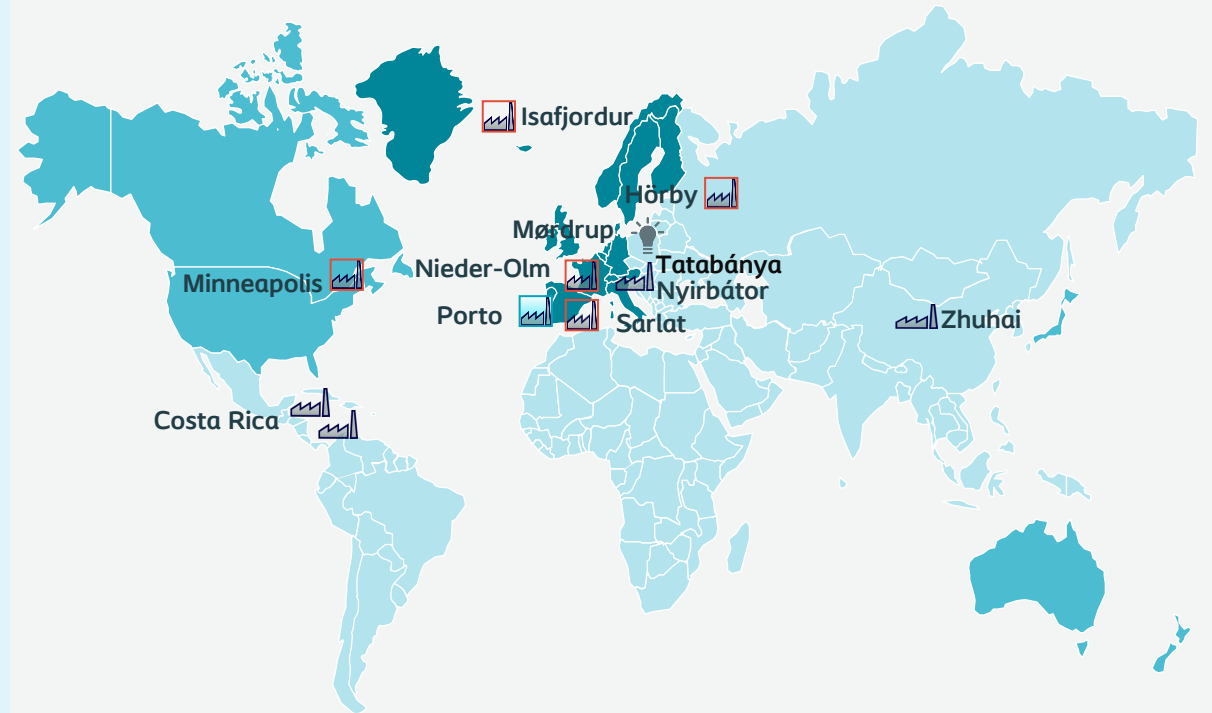 Isafjordur
Hörby
Mørdrup
Tatabánya
Nieder-Olm
Minneapolis
Nyirbátor
Porto
Sarlat
Zhuhai
Costa Rica